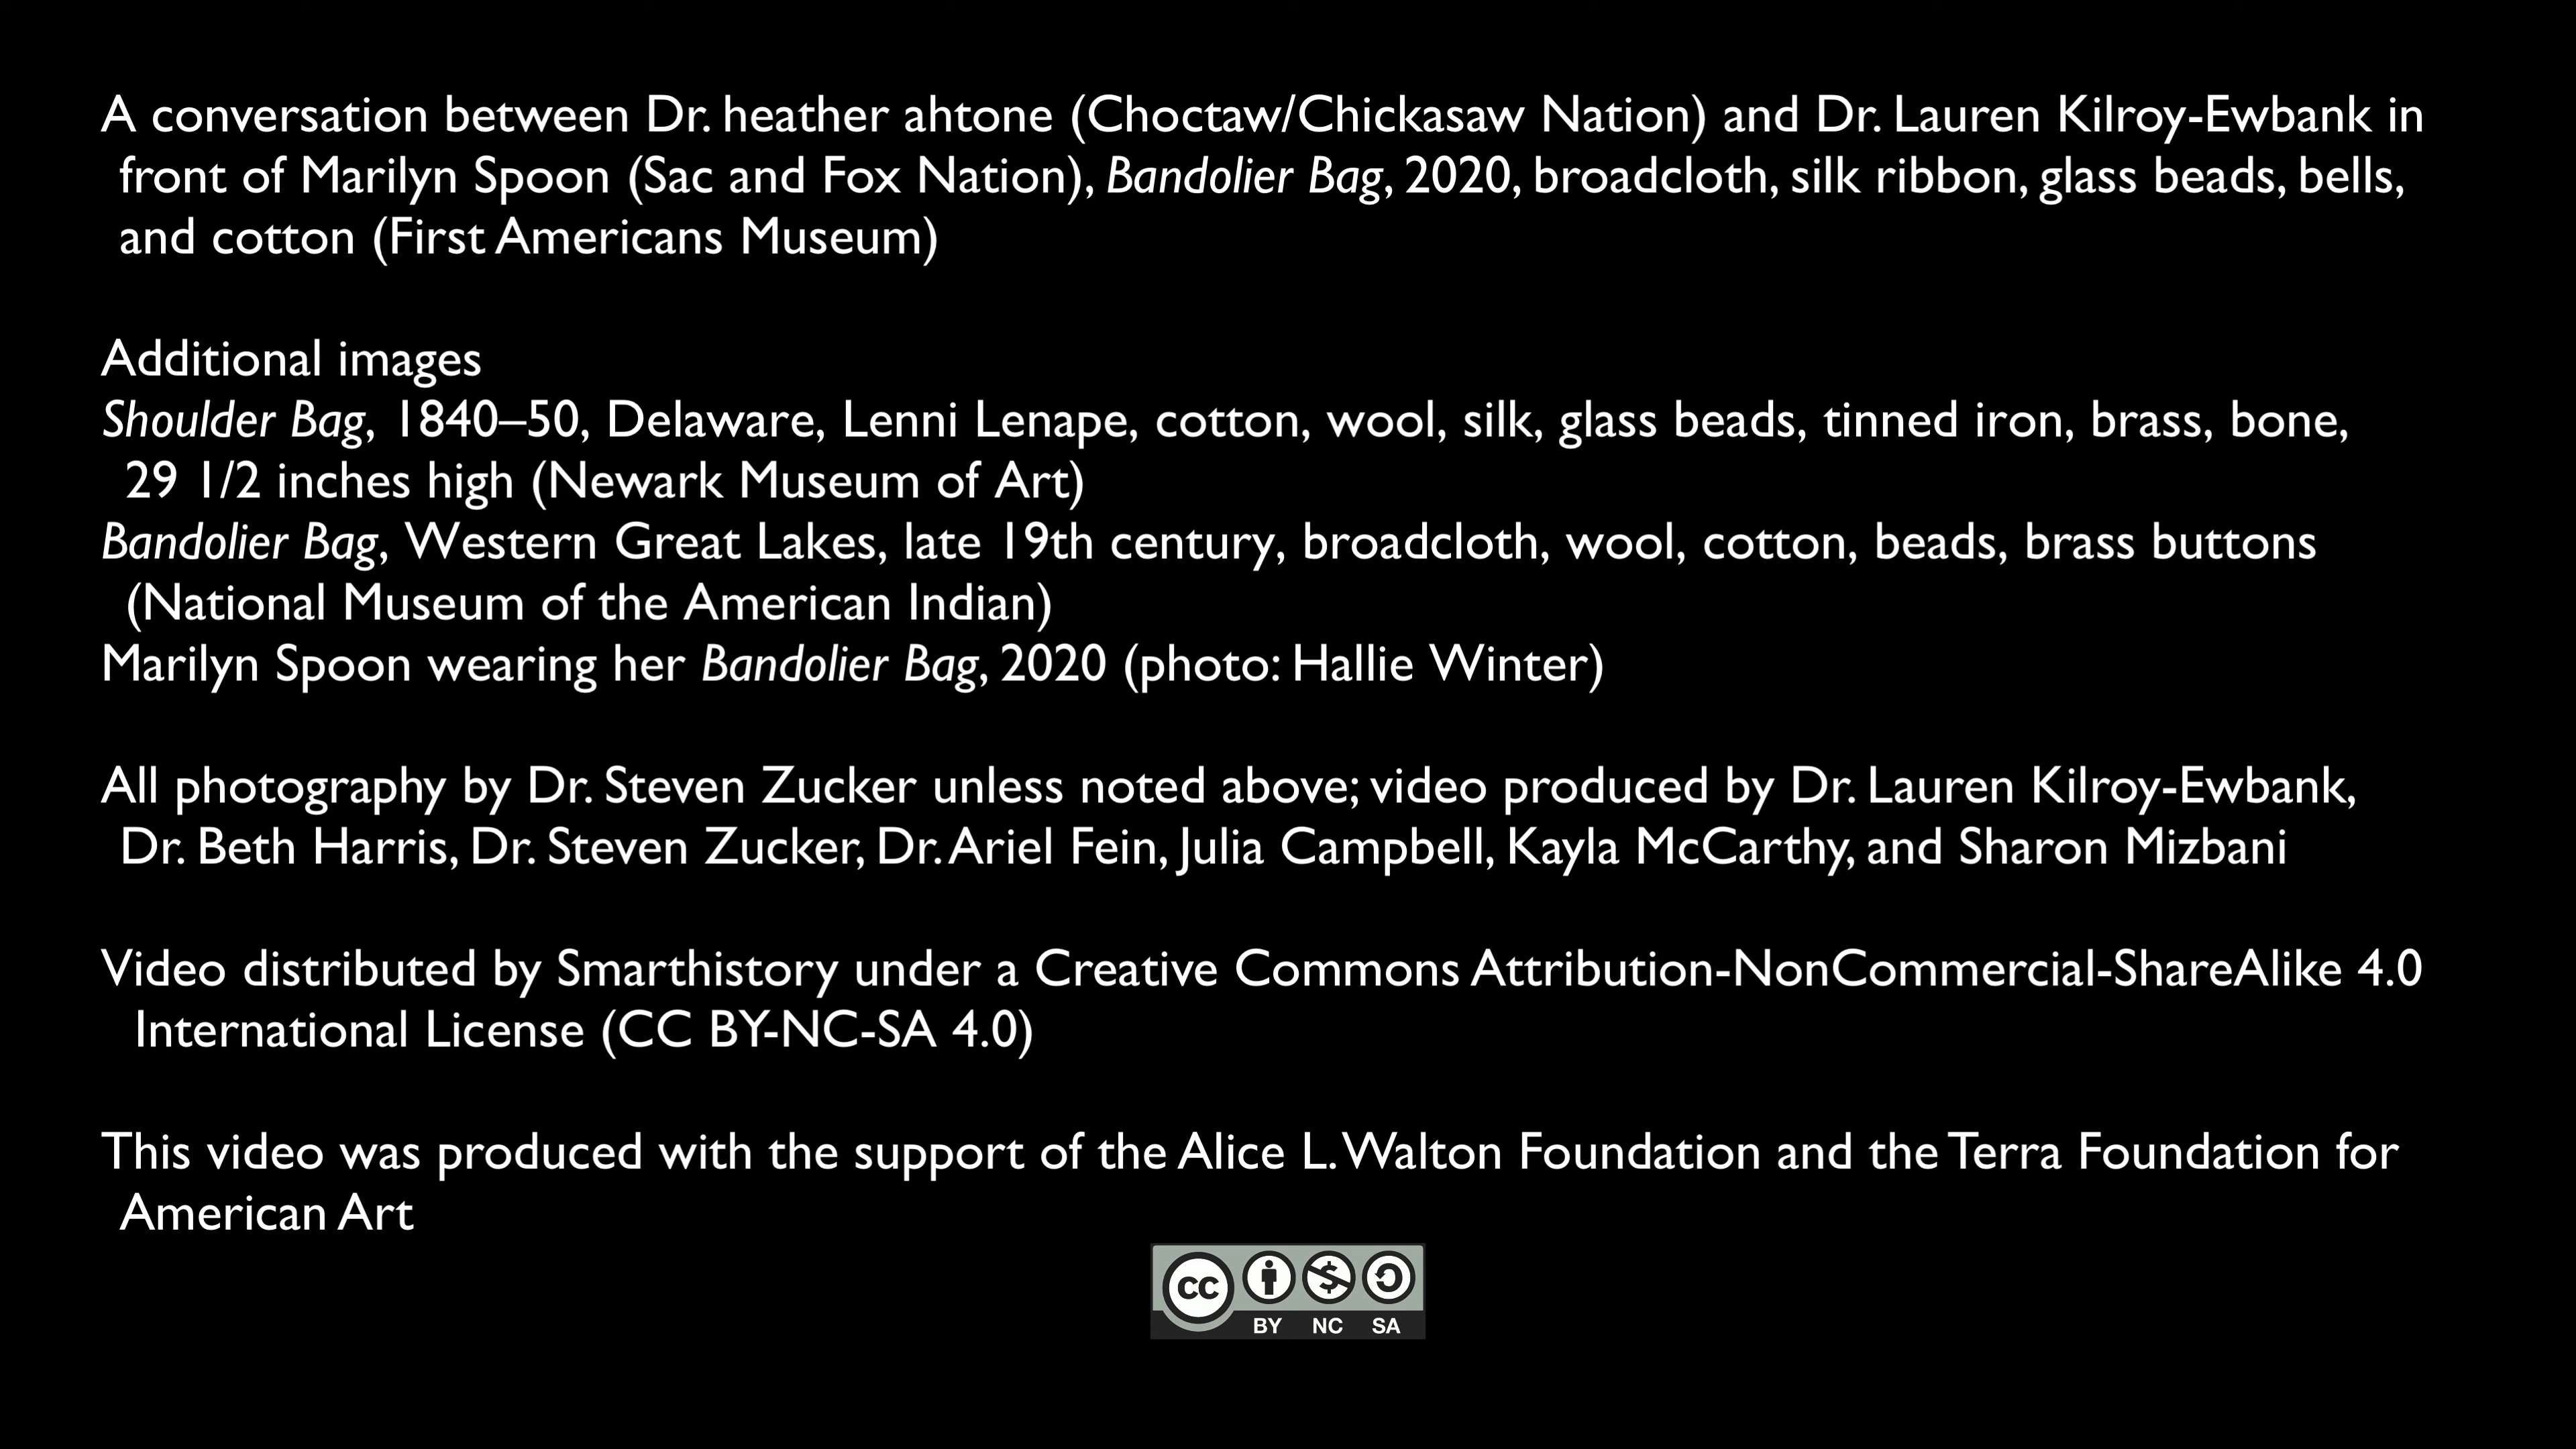 A conversation between Dr. heather ahtone (Choctaw/Chickasaw Nation) and Dr. Lauren Kilroy-Ewbank in
front of Marilyn Spoon (Sac and Fox Nation), Bandolier Bag, 2020, broadcloth, silk ribbon, glass beads, bells,
and cotton (First Americans Museum)
Additional images
Shoulder Bag, 1840–50, Delaware, Lenni Lenape, cotton, wool, silk, glass beads, tinned iron, brass, bone,
29 1/2 inches high (Newark Museum of Art)
Bandolier Bag, Western Great Lakes, late 19th century, broadcloth, wool, cotton, beads, brass buttons
(National Museum of the American Indian)
Marilyn Spoon wearing her Bandolier Bag, 2020 (photo: Hallie Winter)
All photography by Dr. Steven Zucker unless noted above; video produced by Dr. Lauren Kilroy-Ewbank,
Dr. Beth Harris, Dr. Steven Zucker, Dr. Ariel Fein, Julia Campbell, Kayla McCarthy, and Sharon Mizbani
Video distributed by Smarthistory under a Creative Commons Attribution-NonCommercial-ShareAlike 4.0
International License (CC BY-NC-SA 4.0)
This video was produced with the support of the Alice L. Walton Foundation and the Terra Foundation for
American Art
cc
BY NC SA